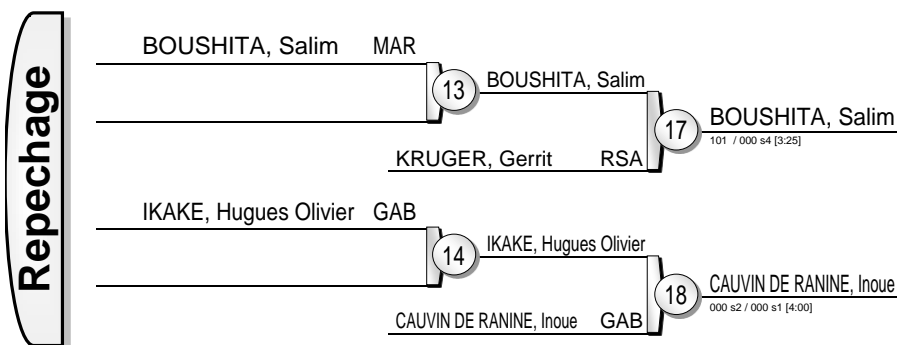 Repechage
BOUSHITA, Salim MAR
13
BOUSHITA, Salim
KRUGER, Gerrit RSA
17
BOUSHITA, Salim
101 / 000 s4 [3:25]
IKAKE, Hugues Olivier GAB
14
IKAKE, Hugues Olivier
CAUVIN DE RANINE, Inoue GAB
18
CAUVIN DE RANINE, Inoue
000 s2 / 000 s1 [4:00]